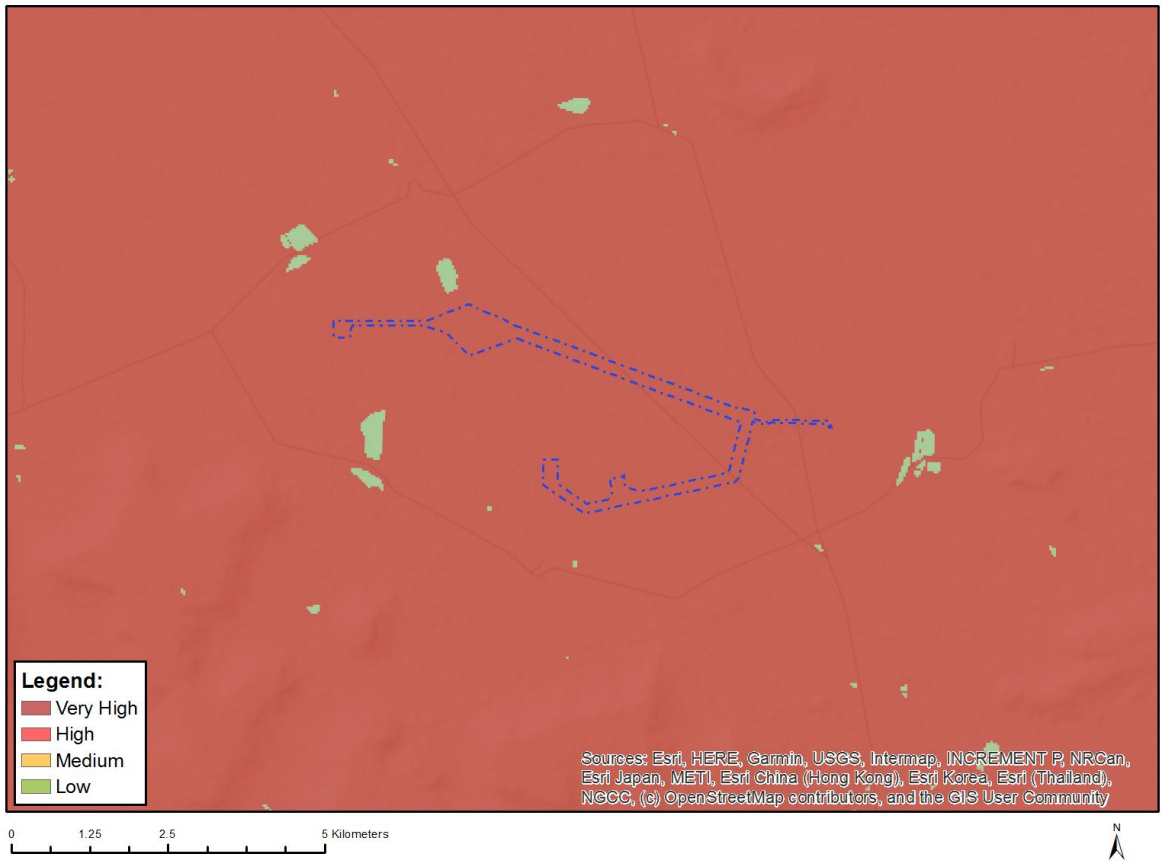 Legend:
Very High
High
Medium
Low
Sources: Esri, HERE, Garmin, USGS, Intermap, INCREMENT P, NRCan,
Esri Japan, METI, Esri China (Hong Kong), Esri Korea, Esri (Thailand),
NGCC, (c) OpenStreetMap contributors, and the GIS User Community
0 1.25 2.5 5 Kilometers
N